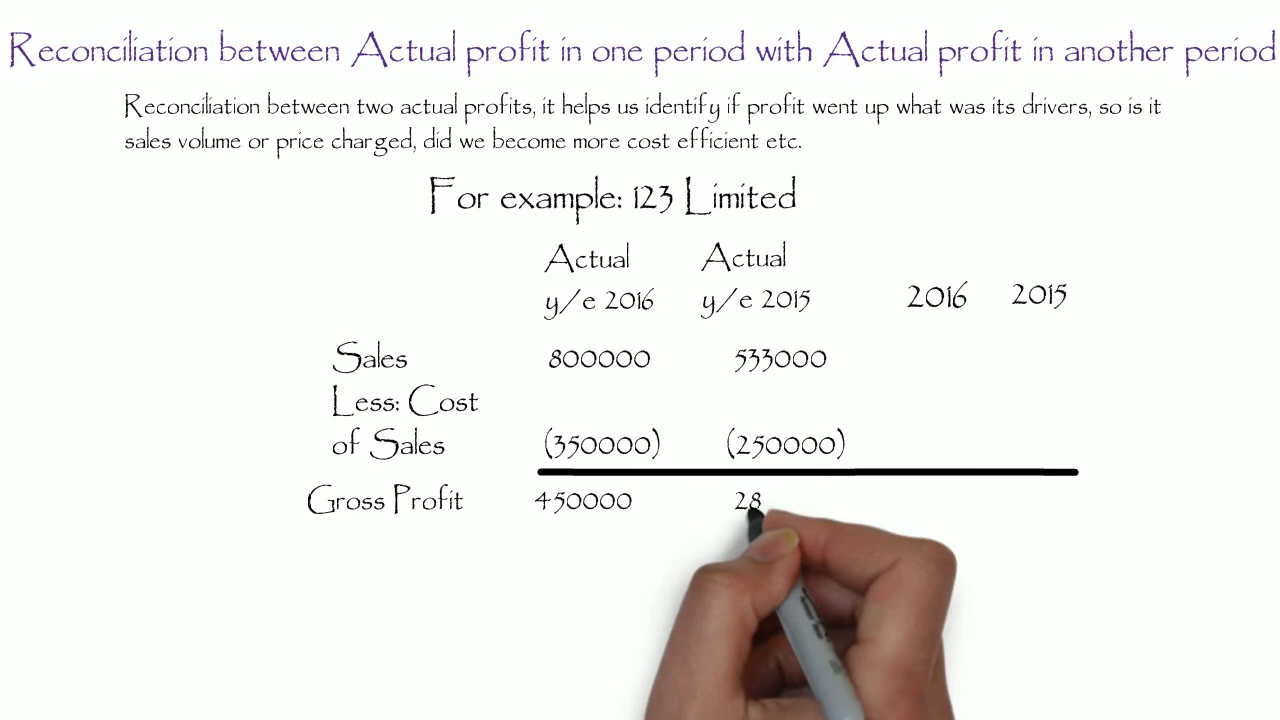 Reconciliation between Actual profit in one period with Actual profit in another period
Reconciliation between two actual profits, it helps us identify if profit went up what was its drivers, so is it
sales volume or price charged, did we become more cost efficient etc.
For example: 123 Limited
Actual Actual
y/e 2016 y/e 2015 2016 2015
Sales 800000 533000
Less: Cost
of Sales (350000) (250000)
Gross Profit 450000 28